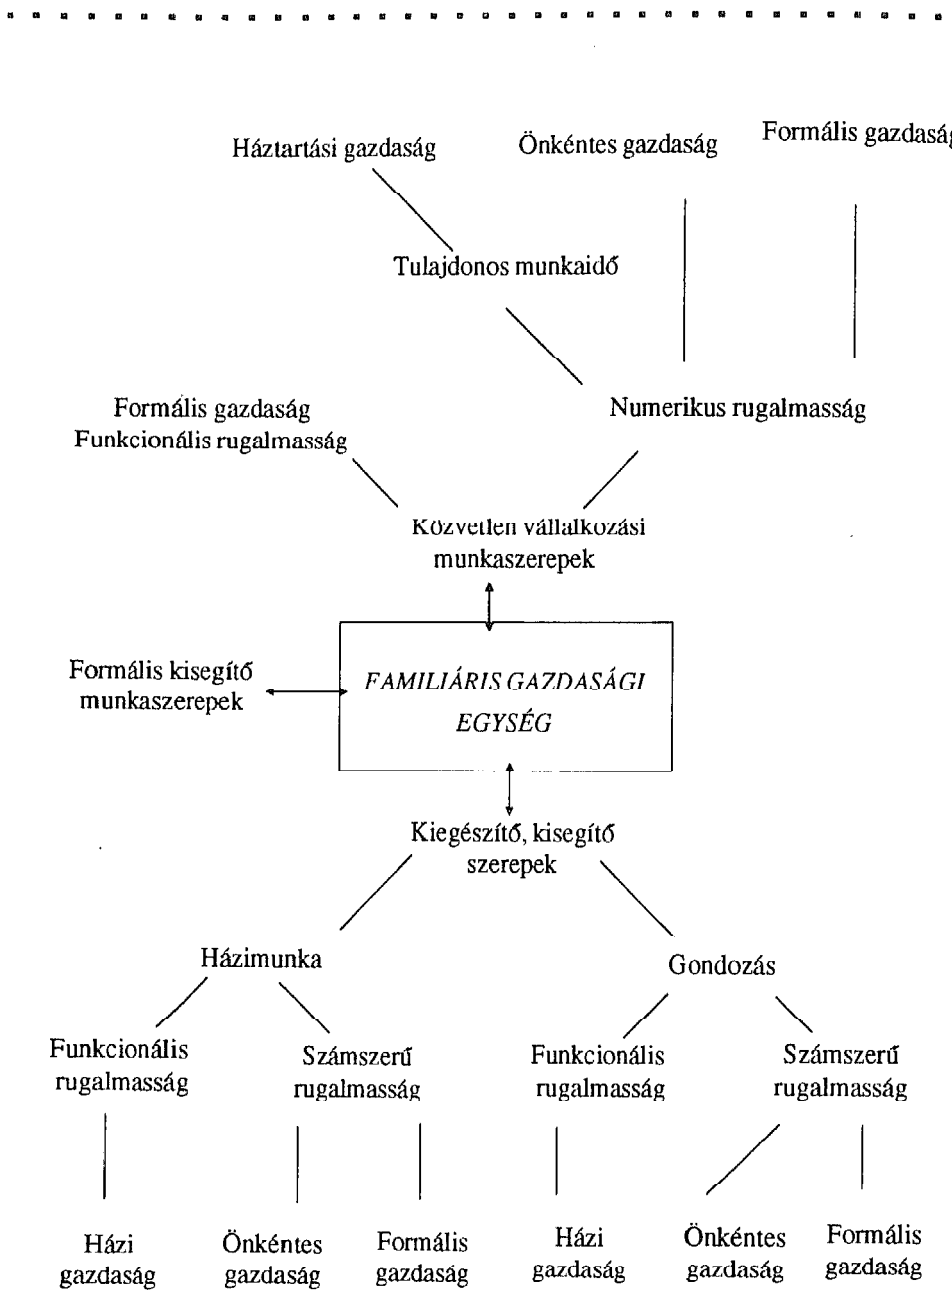 Háztartási gazdaság
Önkéntes gazdaság
Formális gazdaság
Tulajdonos munkaidő
Formális gazdaság
Funkcionális rugalmasság
Numerikus rugalmasság
Közvetlen vállalkozási
munkaszerepek
Formális kisegítő
munkaszerepek
FAMILIÁRIS GAZDASÁGI
EGYSÉG
Kiegészítő, kisegítő
szerepek
Házimunka
Gondozás
Funkcionális
rugalmasság
Számszerű
rugalmasság
Funkcionális
rugalmasság
Számszerű
rugalmasság
Házi
gazdaság
Önkéntes
gazdaság
Formális
gazdaság
Házi
gazdaság
Önkéntes
gazdaság
Formális
gazdaság